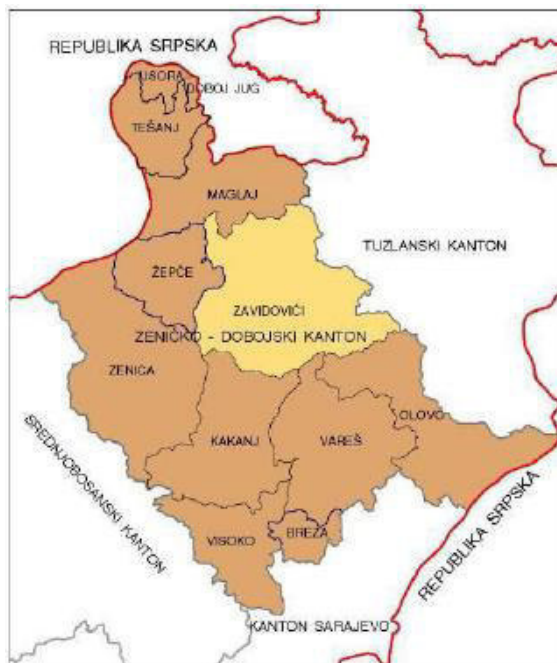 REPUBLIKA SRPSKA
USORA
DOBOJ JUG
TEŠANJ
MAGLAJ
TUZLANSKI KANTON
ŽEPČE
ZAVIDOVIĆI
ZENIČKO - DOBOJSKI KANTON
ZENICA
OLOVO
KAKANJ
VAREŠ
SREDNJOBOSANSKI KANTON
REPUBLIKA SRPSKA
VISOKO
BREZA
KANTON SARAJEVO